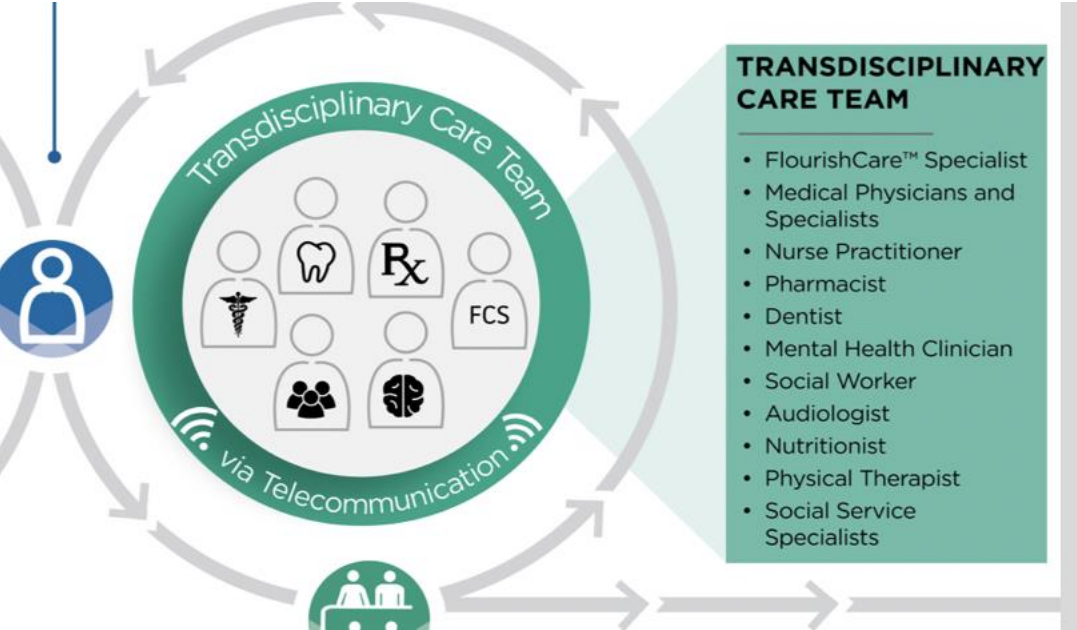 Transdisciplinary Care Team
Rx
FCS
via Telecommunication
TRANSDISCIPLINARY
CARE TEAM
• FlourishCare™ Specialist
• Medical Physicians and
Specialists
• Nurse Practitioner
• Pharmacist
• Dentist
• Mental Health Clinician
• Social Worker
• Audiologist
• Nutritionist
• Physical Therapist
• Social Service
Specialists